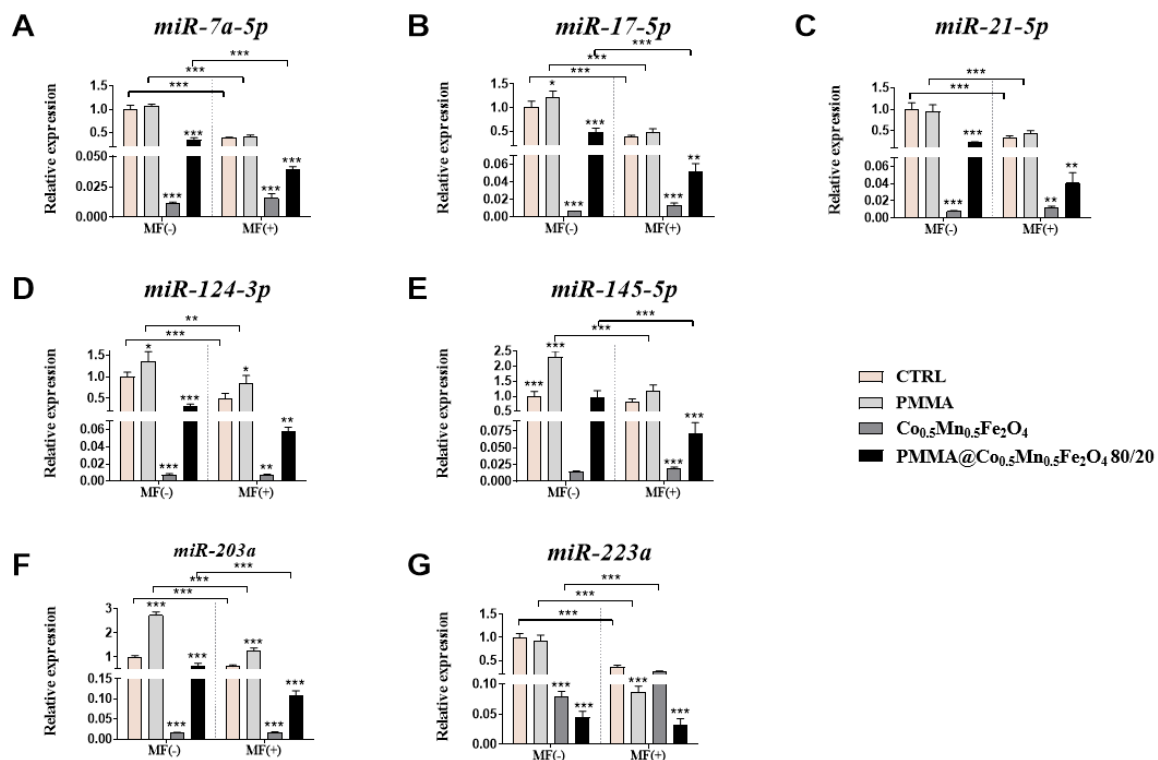 A
miR-7a-5p
***
***
***
Relative expression
1.5
1.0
0.5
0.050
0.025
0.000
***
***
***
***
MF(-)
MF(+)
B
miR-17-5p
***
***
***
Relative expression
1.5
1.0
0.5
0.06
0.04
0.02
0.00
*
***
***
***
**
MF(-)
MF(+)
C
miR-21-5p
***
***
Relative expression
1.5
1.0
0.5
0.06
0.04
0.02
0.00
***
***
**
**
MF(-)
MF(+)
D
miR-124-3p
**
***
Relative expression
1.5
1.0
0.5
0.06
0.04
0.02
0.00
*
***
***
*
**
**
MF(-)
MF(+)
E
miR-145-5p
***
***
Relative expression
2.5
2.0
1.5
1.0
0.5
0.075
0.050
0.025
0.000
***
***
***
***
MF(-)
MF(+)
CTRL
PMMA
Co0.5Mn0.5Fe2O4
PMMA@Co0.5Mn0.5Fe2O4 80/20
F
miR-203a
***
***
***
Relative expression
3
2
1
0.15
0.10
0.05
0.00
***
***
***
***
***
***
MF(-)
MF(+)
G
miR-223a
***
***
***
Relative expression
1.5
1.0
0.5
0.10
0.05
0.00
***
***
***
***
MF(-)
MF(+)